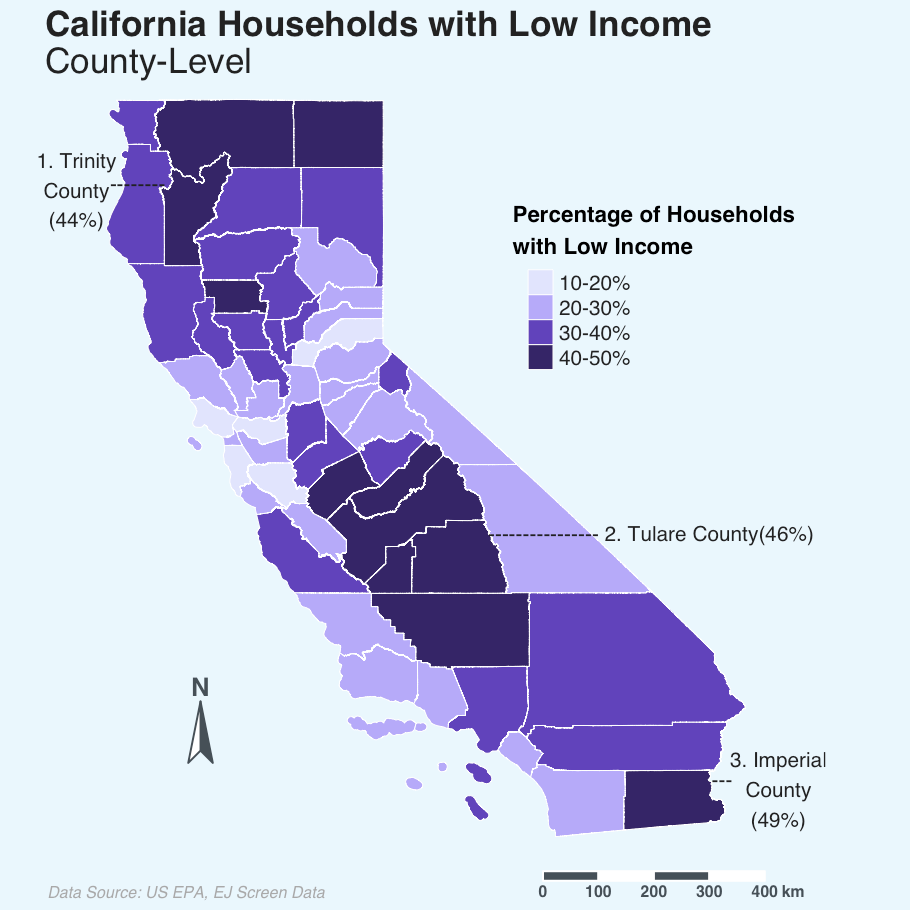 California Households with Low Income
County-Level
1. Trinity
County
(44%)
Percentage of Households
with Low Income
10-20%
20-30%
30-40%
40-50%
2. Tulare County(46%)
N
3. Imperial
County
(49%)
Data Source: US EPA, EJ Screen Data
0 100 200 300 400 km